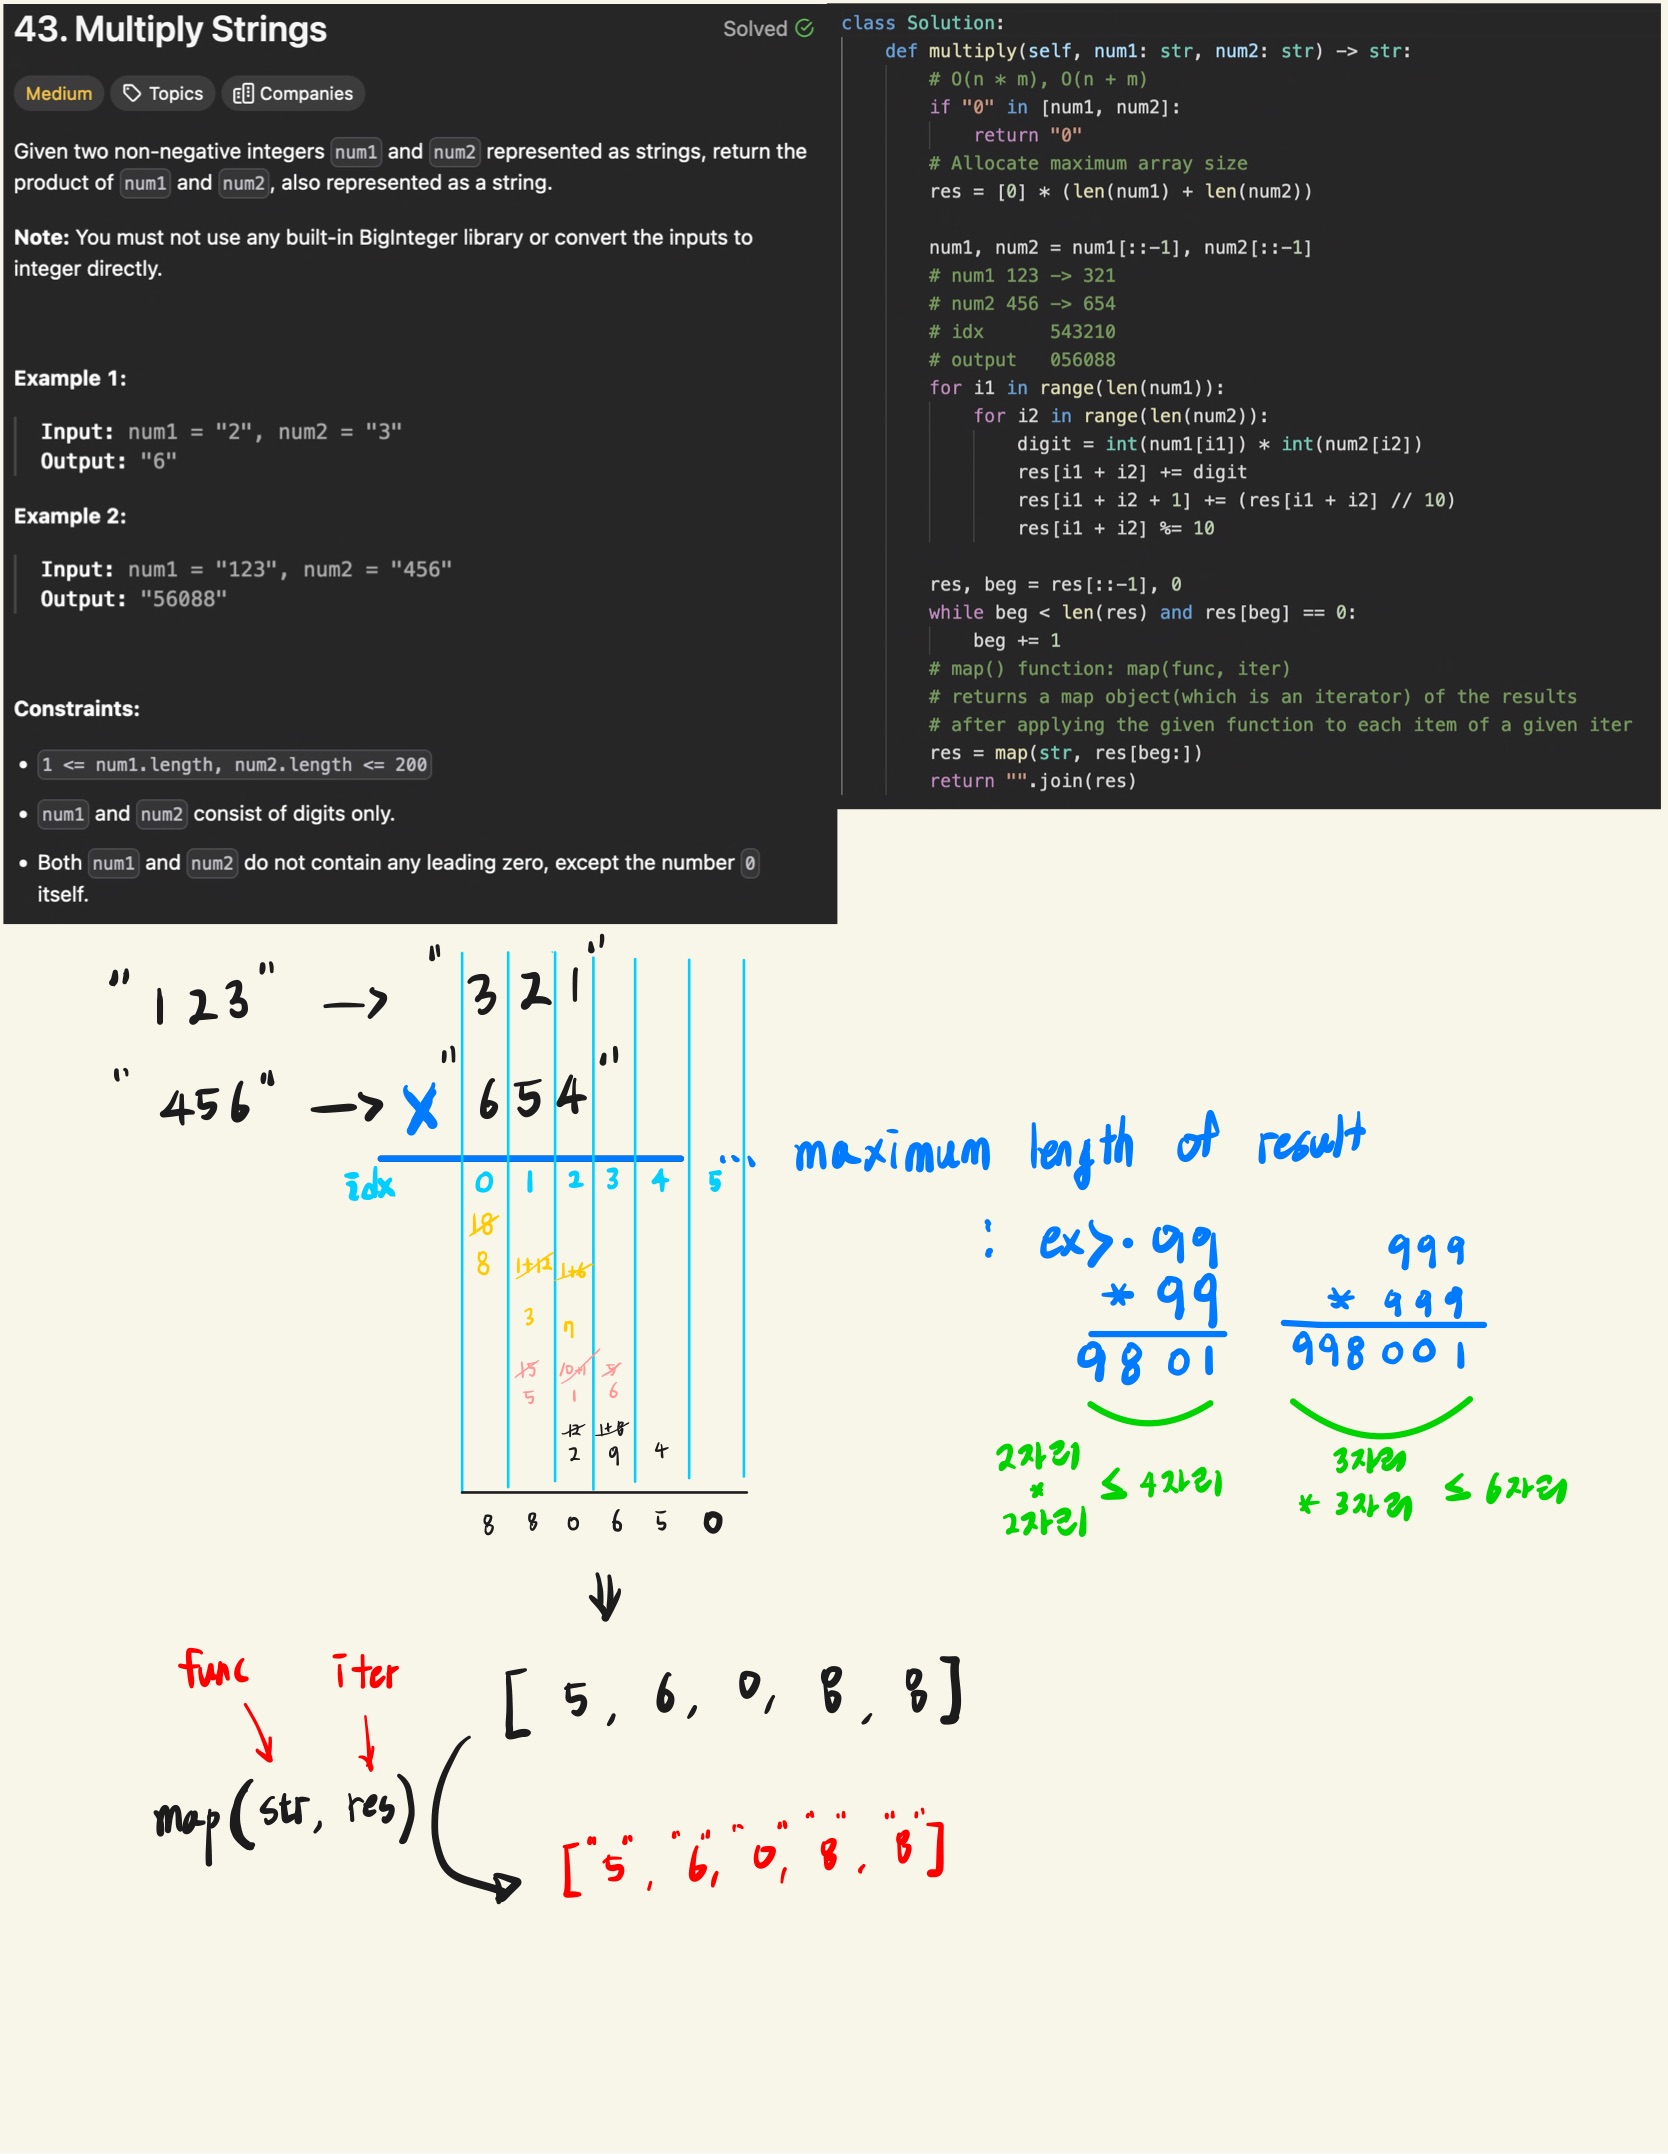 43. Multiply Strings
Solved
Medium
Topics
Companies
Given two non-negative integers num1 and num2 represented as strings, return the
product of num1 and num2, also represented as a string.
Note: You must not use any built-in BigInteger library or convert the inputs to
integer directly.
Example 1:
Input: num1 = "2", num2 = "3"
Output: "6"
Example 2:
Input: num1 = "123", num2 = "456"
Output: "56088"
Constraints:
• 1 <= num1.length, num2.length <= 200
• num1 and num2 consist of digits only.
• Both num1 and num2 do not contain any leading zero, except the number 0
itself.
class Solution:
def multiply(self, num1: str, num2: str) -> str:
# O(n * m), O(n + m)
if "0" in [num1, num2]:
return "0"
# Allocate maximum array size
res = [0] * (len(num1) + len(num2))
num1, num2 = num1[::-1], num2[::-1]
# num1 123 -> 321
# num2 456 -> 654
# idx 543210
# output 056088
for i1 in range(len(num1)):
for i2 in range(len(num2)):
digit = int(num1[i1]) * int(num2[i2])
res[i1 + i2] += digit
res[i1 + i2 + 1] += (res[i1 + i2] // 10)
res[i1 + i2] %= 10
res, beg = res[::-1], 0
while beg < len(res) and res[beg] == 0:
beg += 1
# map() function: map(func, iter)
# returns a map object(which is an iterator) of the results
# after applying the given function to each item of a given iter
res = map(str, res[beg:])
return "".join(res)
"123" -> "321"
"456" -> X "654"
idx 0 1 2 3 4 5 ...
18
8 1+12 1+6
3 7
15 10+1 5
5 1 6
12 1+8
2 9 4
8 8 0 6 5 0
maximum length of result
: ex>. 99
* 99
9801
2자리
*
2자리
≤ 4자리
999
* 999
998001
3자리
* 3자리
≤ 6자리
[5, 6, 0, 8, 8]
func iter
map(str, res)
["5", "6", "0", "8", "8"]